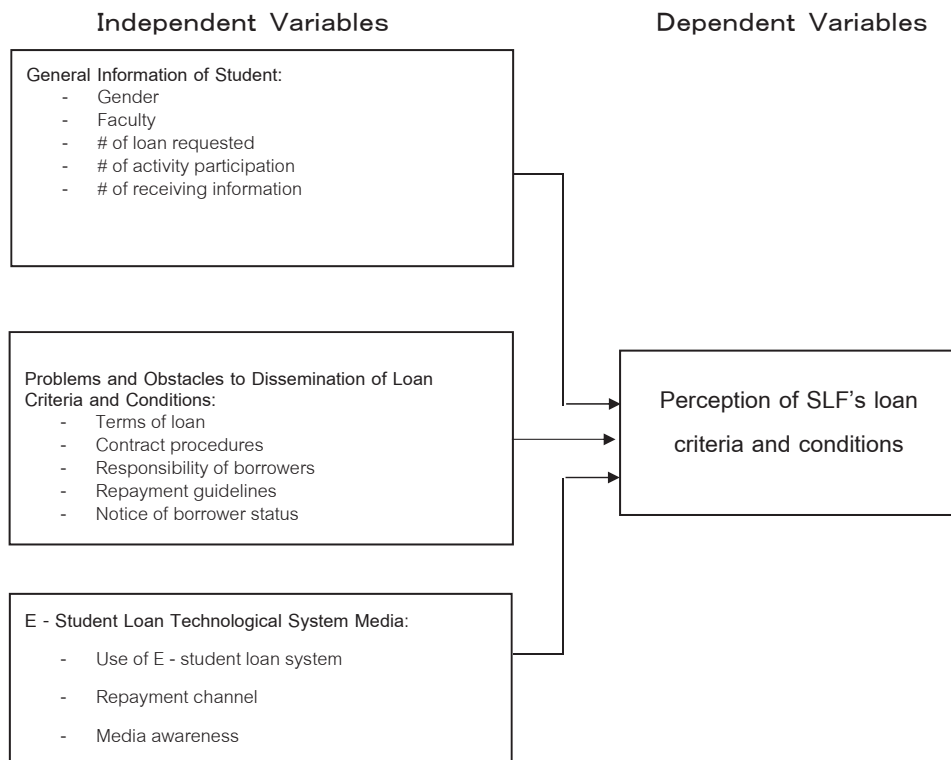 Independent Variables
Dependent Variables
General Information of Student:
- Gender
- Faculty
- # of loan requested
- # of activity participation
- # of receiving information
Problems and Obstacles to Dissemination of Loan
Criteria and Conditions:
- Terms of loan
- Contract procedures
- Responsibility of borrowers
- Repayment guidelines
- Notice of borrower status
E - Student Loan Technological System Media:
- Use of E - student loan system
- Repayment channel
- Media awareness
Perception of SLF's loan
criteria and conditions